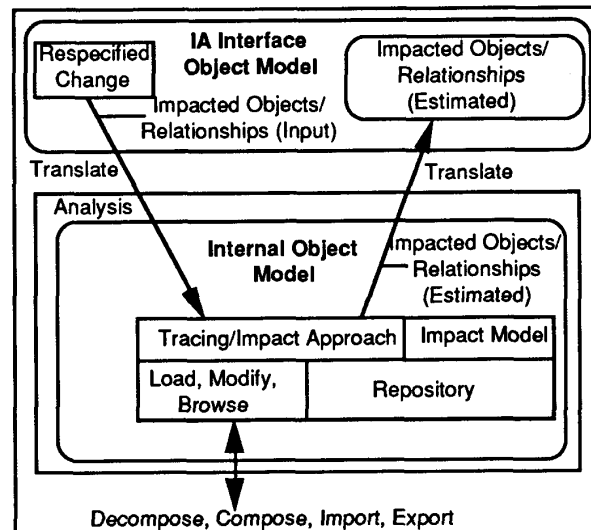 IA Interface
Object Model
Respecified
Change
Impacted Objects/
Relationships
(Estimated)
Impacted Objects/
Relationships (Input)
Translate
Translate
Analysis
Internal Object
Model
Impacted Objects/
Relationships
(Estimated)
Tracing/Impact Approach
Impact Model
Load, Modify,
Browse
Repository
Decompose, Compose, Import, Export